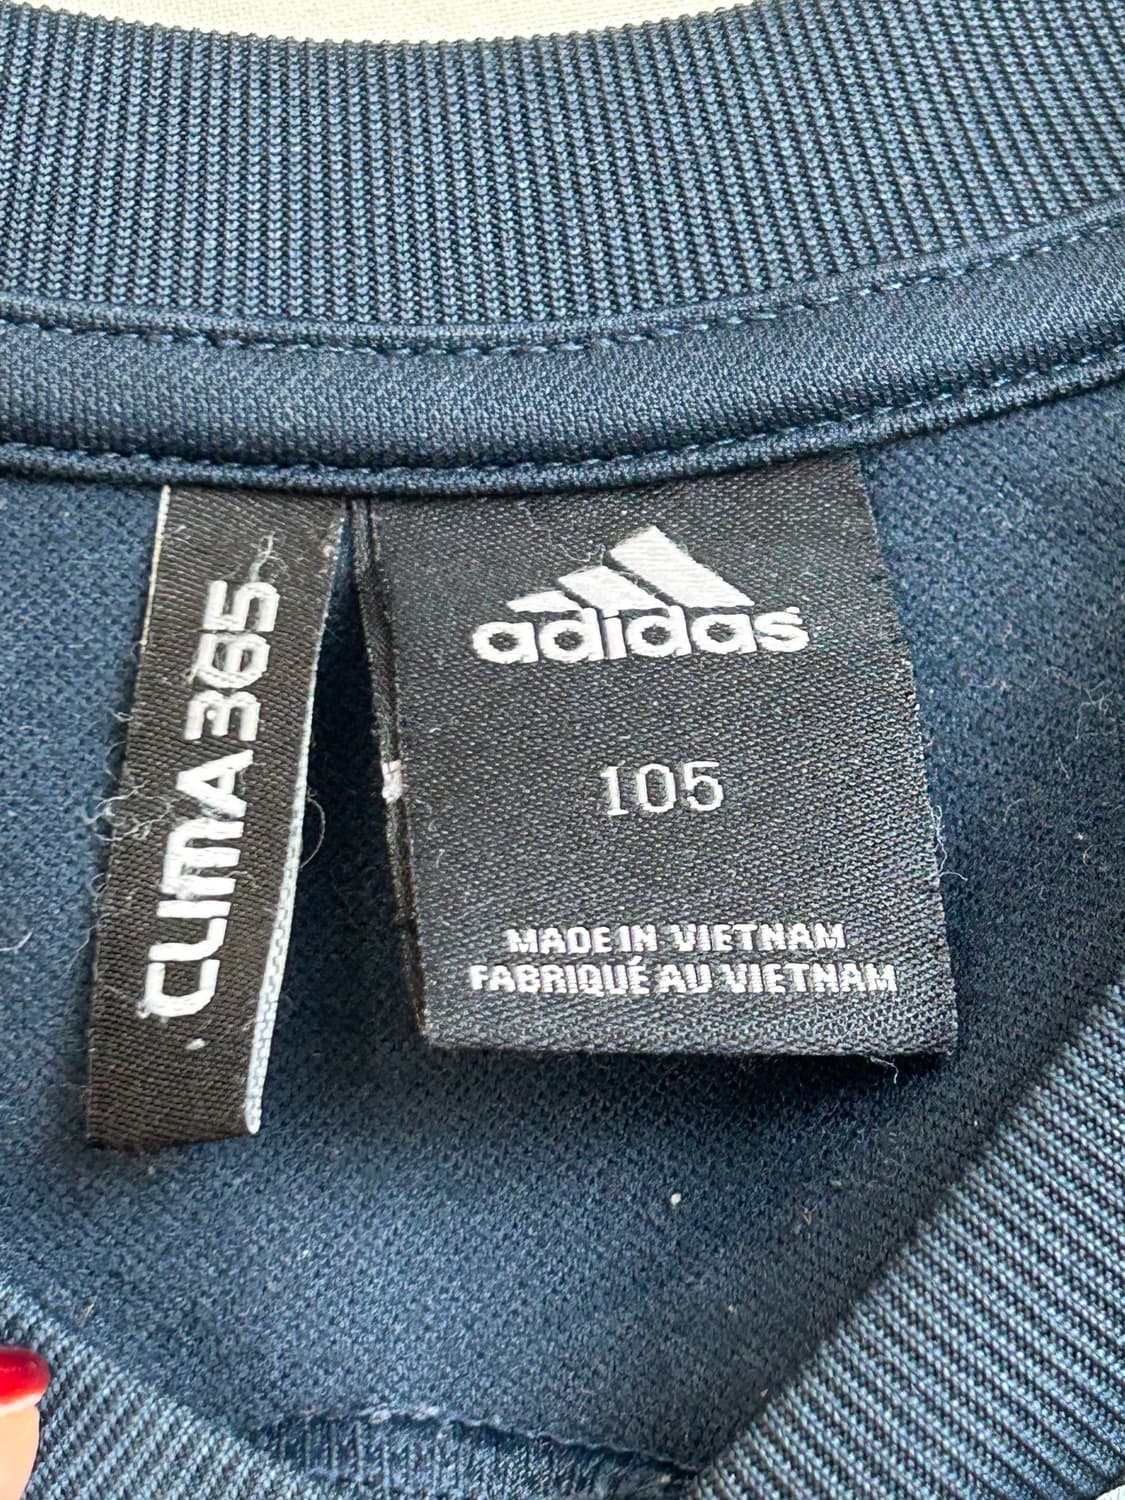 CLIMA365
adidas
105
MADE IN VIETNAM
FABRIQUÉ AU VIETNAM